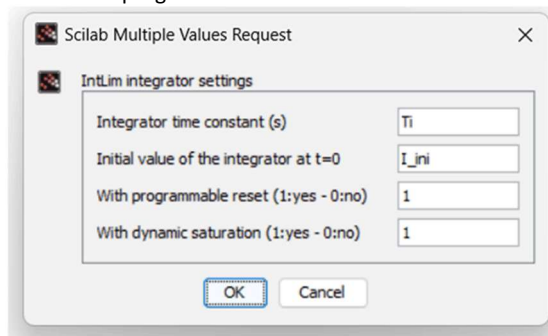 Scilab Multiple Values Request
IntLim integrator settings
Integrator time constant (s) Ti
Initial value of the integrator at t=0 I_ini
With programmable reset (1:yes - 0:no) 1
With dynamic saturation (1:yes - 0:no) 1
OK Cancel